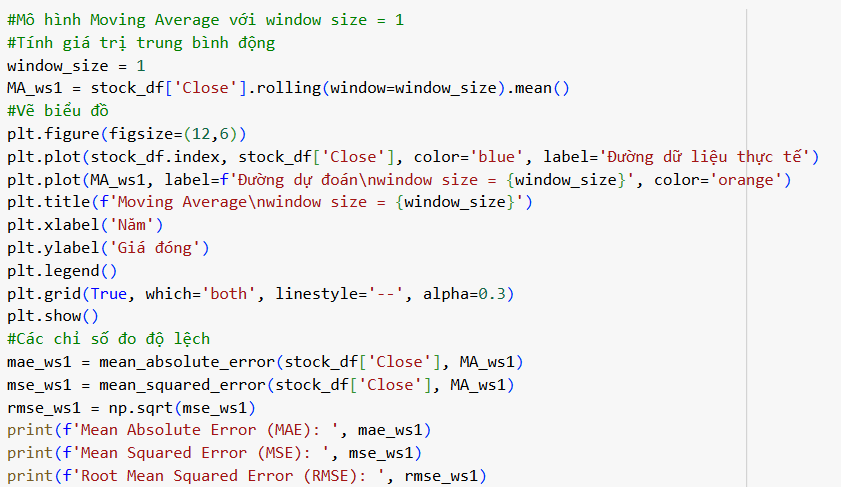 #Mô hình Moving Average với window size = 1
#Tính giá trị trung bình động
window_size = 1
MA_ws1 = stock_df['Close'].rolling(window=window_size).mean()
#Vẽ biểu đồ
plt.figure(figsize=(12,6))
plt.plot(stock_df.index, stock_df['Close'], color='blue', label='Đường dữ liệu thực tế')
plt.plot(MA_ws1, label=f'Đường dự đoán\nwindow size = {window_size}', color='orange')
plt.title(f'Moving Average\nwindow size = {window_size}')
plt.xlabel('Năm')
plt.ylabel('Giá đóng')
plt.legend()
plt.grid(True, which='both', linestyle='--', alpha=0.3)
plt.show()
#Các chỉ số đo độ lệch
mae_ws1 = mean_absolute_error(stock_df['Close'], MA_ws1)
mse_ws1 = mean_squared_error(stock_df['Close'], MA_ws1)
rmse_ws1 = np.sqrt(mse_ws1)
print(f'Mean Absolute Error (MAE): ', mae_ws1)
print(f'Mean Squared Error (MSE): ', mse_ws1)
print(f'Root Mean Squared Error (RMSE): ', rmse_ws1)